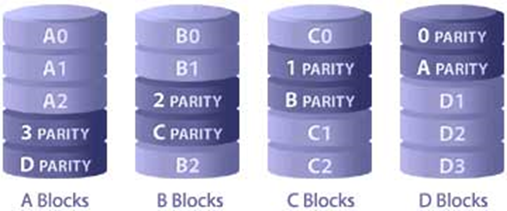 A0
A1
A2
3 PARITY
D PARITY
A Blocks
B0
B1
2 PARITY
C PARITY
B2
B Blocks
C0
1 PARITY
B PARITY
C1
C2
C Blocks
0 PARITY
A PARITY
D1
D2
D3
D Blocks